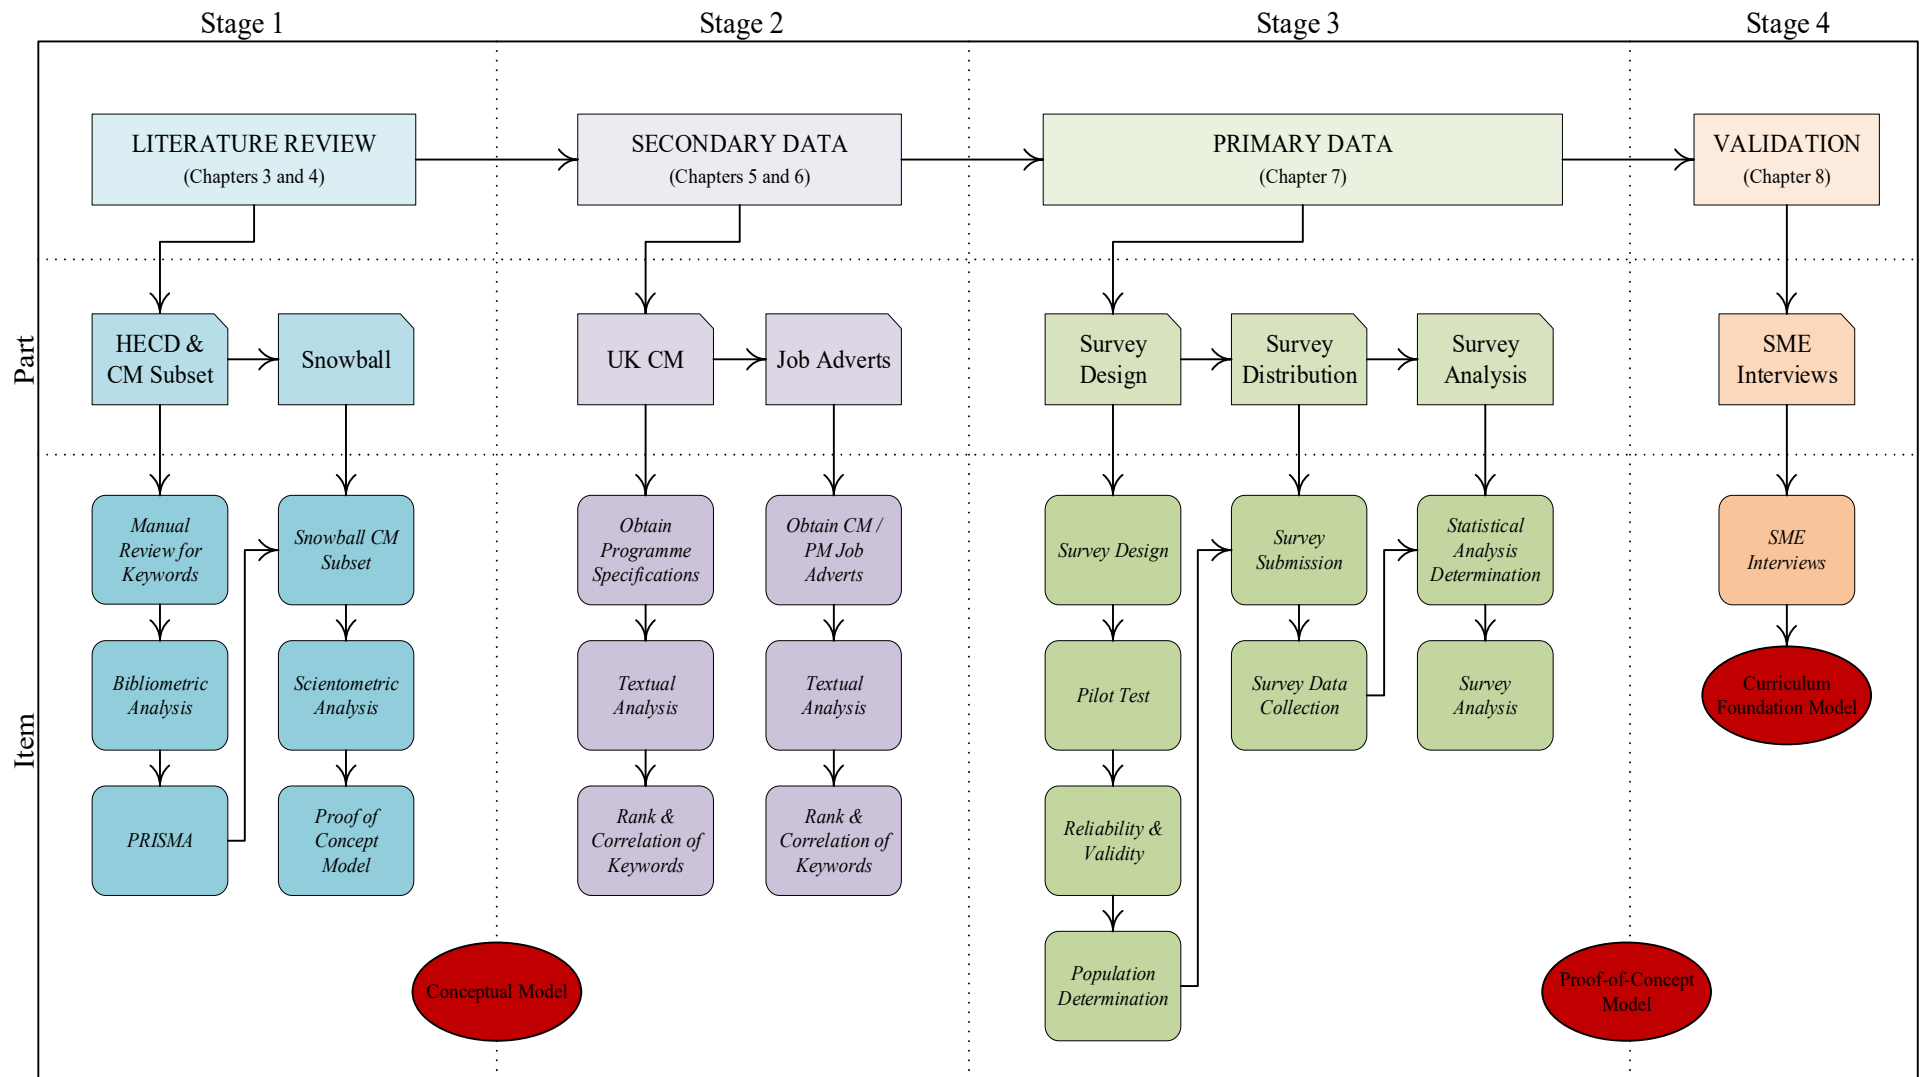 Stage 1
Stage 2
Stage 3
Stage 4
LITERATURE REVIEW
(Chapters 3 and 4)
SECONDARY DATA
(Chapters 5 and 6)
PRIMARY DATA
(Chapter 7)
VALIDATION
(Chapter 8)
Part
HECD &
CM Subset
Snowball
UK CM
Job Adverts
Survey
Design
Survey
Distribution
Survey
Analysis
SME
Interviews
Item
Manual
Review for
Keywords
Snowball CM
Subset
Obtain
Programme
Specifications
Obtain CM /
PM Job
Adverts
Survey Design
Survey
Submission
Statistical
Analysis
Determination
SME
Interviews
Bibliometric
Analysis
Scientometric
Analysis
Textual
Analysis
Textual
Analysis
Pilot Test
Survey Data
Collection
Survey
Analysis
Curriculum
Foundation Model
PRISMA
Proof of
Concept
Model
Rank &
Correlation of
Keywords
Rank &
Correlation of
Keywords
Reliability &
Validity
Conceptual Model
Population
Determination
Proof-of-Concept
Model